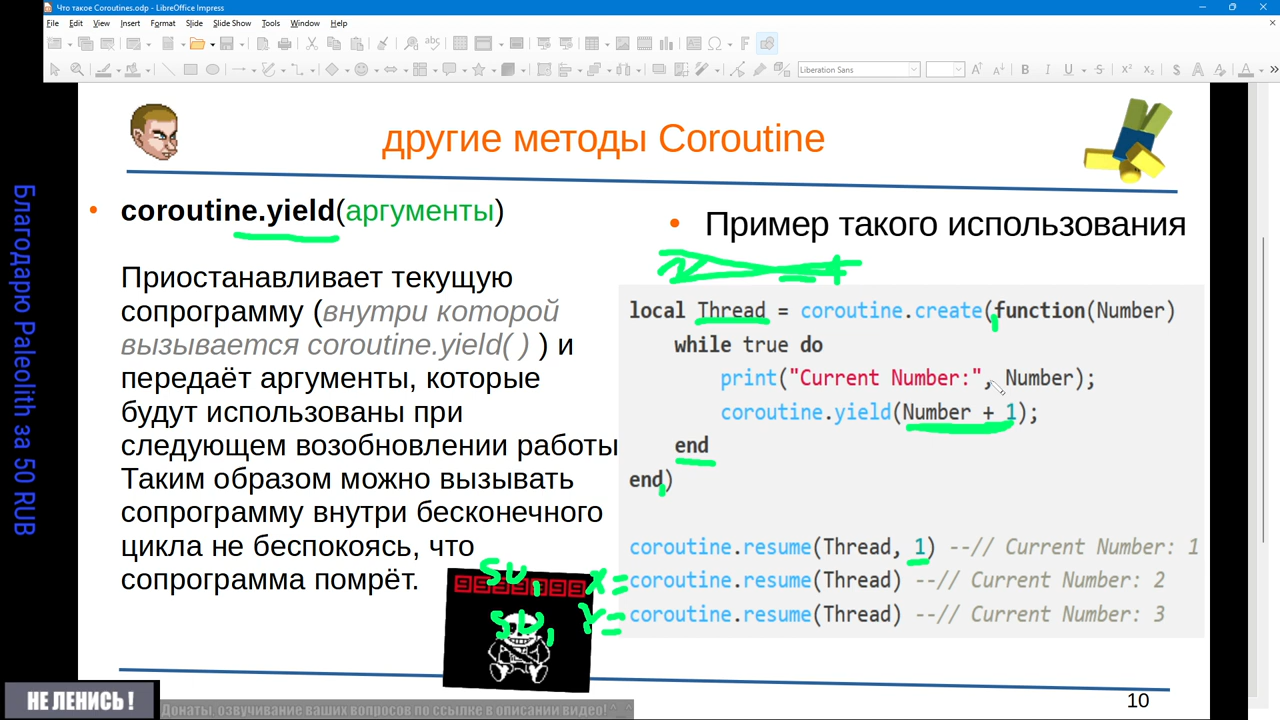 Что такое Coroutines.odp - LibreOffice Impress
File Edit View Insert Format Slide Slide Show Tools Window Help
Liberation Sans
другие методы Coroutine
coroutine.yield(аргументы)
Приостанавливает текущую
сопрограмму (внутри которой
вызывается coroutine.yield( ) ) и
передаёт аргументы, которые
будут использованы при
следующем возобновлении работы
Таким образом можно вызывать
сопрограмму внутри бесконечного
цикла не беспокоясь, что
сопрограмма помрёт.
Пример такого использования
local Thread = coroutine.create(function(Number)
while true do
print("Current Number:", Number);
coroutine.yield(Number + 1);
end
end)
coroutine.resume(Thread, 1) --// Current Number: 1
coroutine.resume(Thread) --// Current Number: 2
coroutine.resume(Thread) --// Current Number: 3
su, x=
su, Y=
10
Благодарю Paleolith за 50 RUB
НЕ ЛЕНИСЬ !
Донаты, озвучивание ваших вопросов по ссылке в описании видео! ^_^